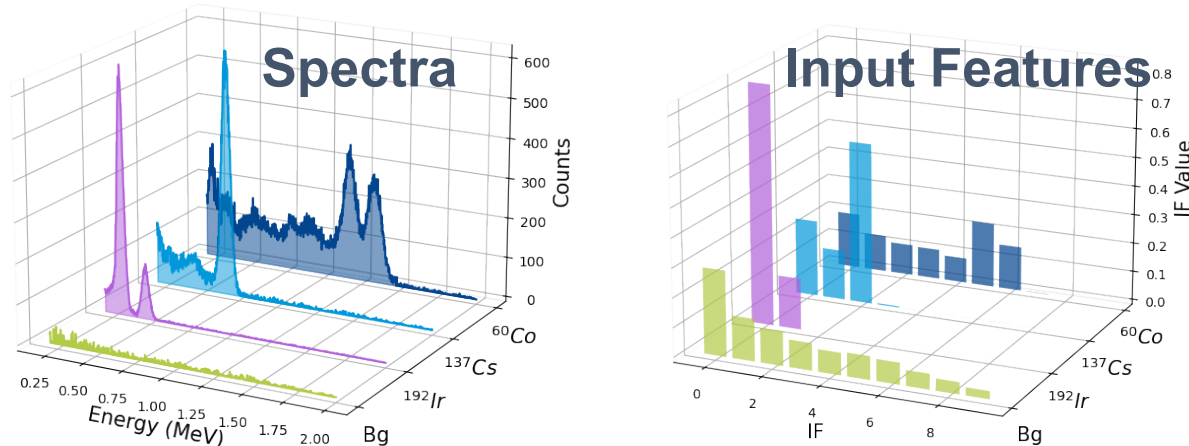 Spectra
600
500
400
300
200
100
0
Counts
0.25
0.50
0.75
1.00
1.25
1.50
1.75
2.00
Energy (MeV)
Bg
¹⁹²Ir
¹³⁷Cs
⁶⁰Co
Input Features
0.8
0.7
0.6
0.5
0.4
0.3
0.2
0.1
0.0
IF Value
0
2
4
6
8
IF
Bg
¹⁹²Ir
¹³⁷Cs
⁶⁰Co